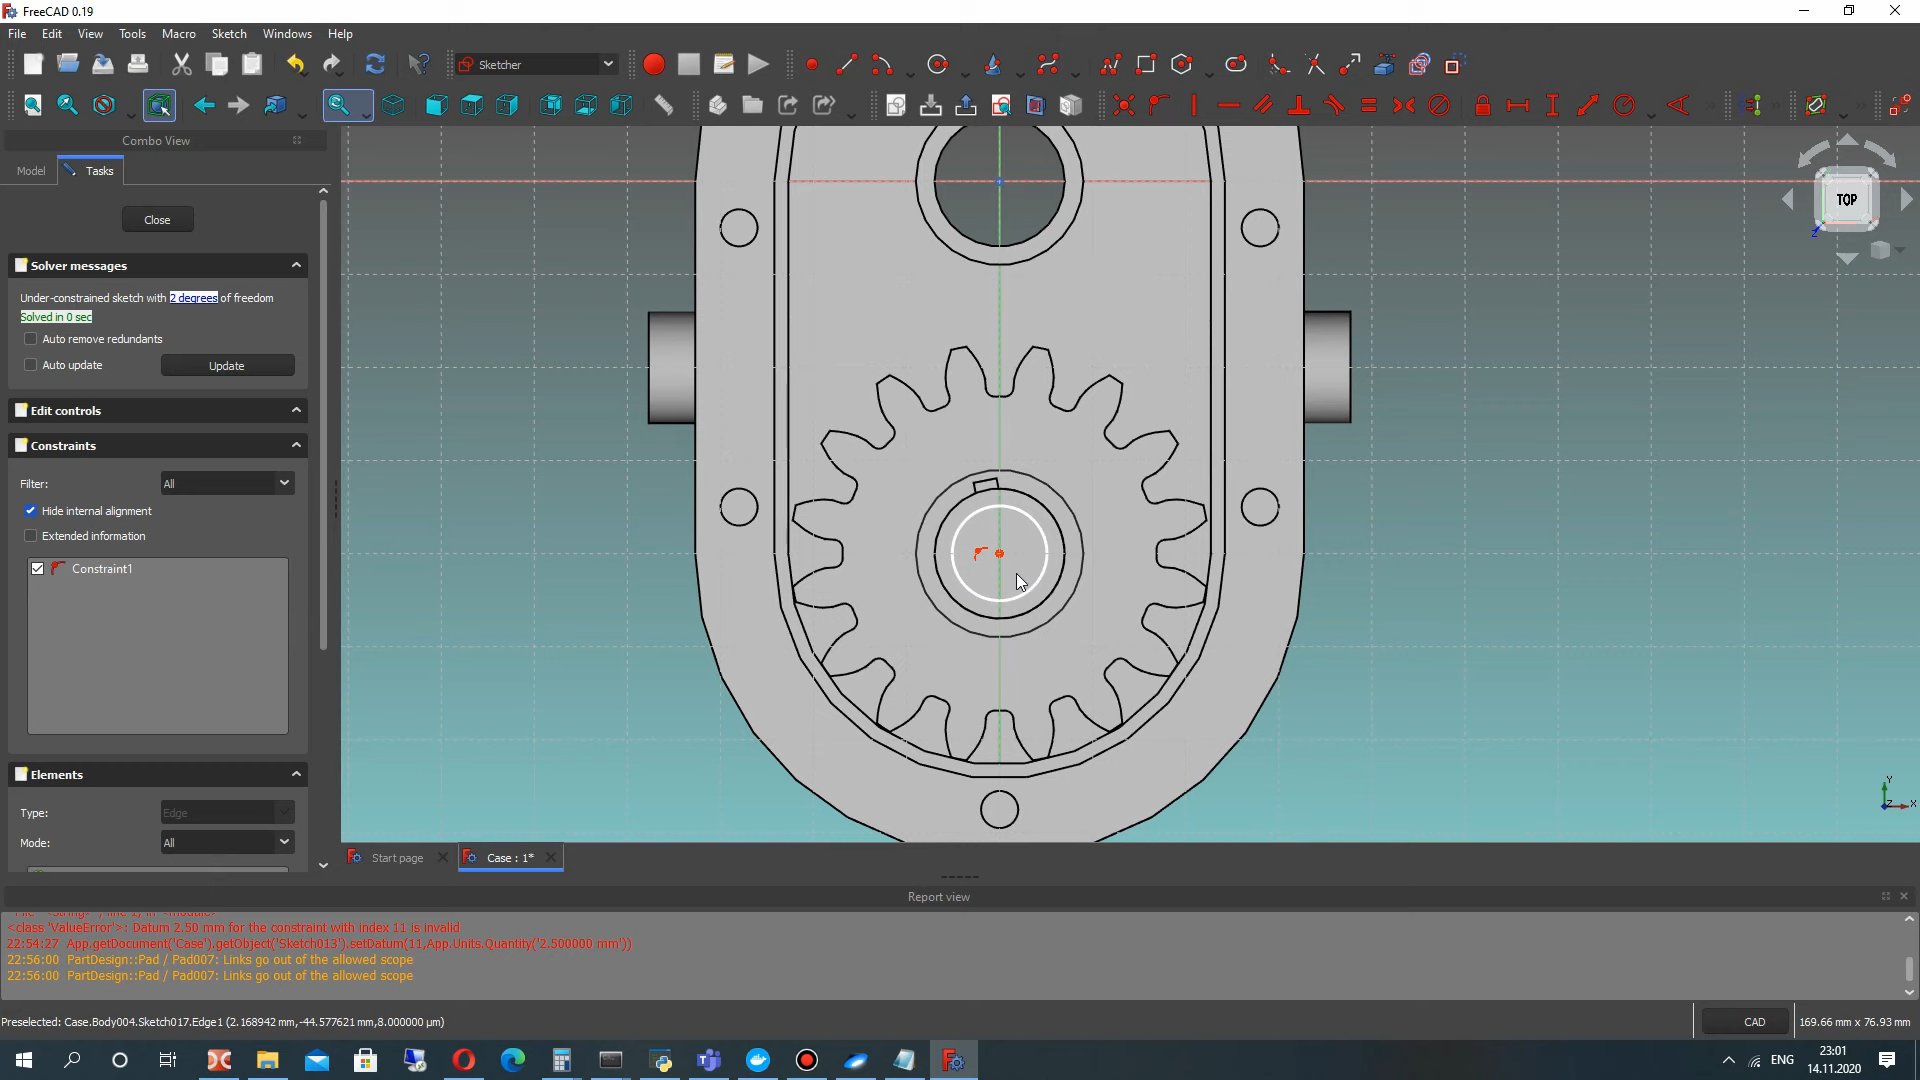 FreeCAD 0.19
File Edit View Tools Macro Sketch Windows Help
Sketcher
Combo View
Model Tasks
Close
Solver messages
Under-constrained sketch with 2 degrees of freedom
Solved in 0 sec
Auto remove redundants
Auto update Update
Edit controls
Constraints
Filter: All
Hide internal alignment
Extended information
Constraint1
Elements
Type: Edge
Mode: All
TOP
Z
Y
Z X
Start page Case : 1*
Report view
<class 'ValueError'>: Datum 2.50 mm for the constraint with index 11 is invalid
22:54:27 App.getDocument('Case').getObject('Sketch013').setDatum(11,App.Units.Quantity('2.500000 mm'))
22:56:00 PartDesign::Pad / Pad007: Links go out of the allowed scope
22:56:00 PartDesign::Pad / Pad007: Links go out of the allowed scope
Preselected: Case.Body004.Sketch017.Edge1 (2.168942 mm,-44.577621 mm,8.000000 µm)
CAD 169.66 mm x 76.93 mm
ENG
23:01
14.11.2020